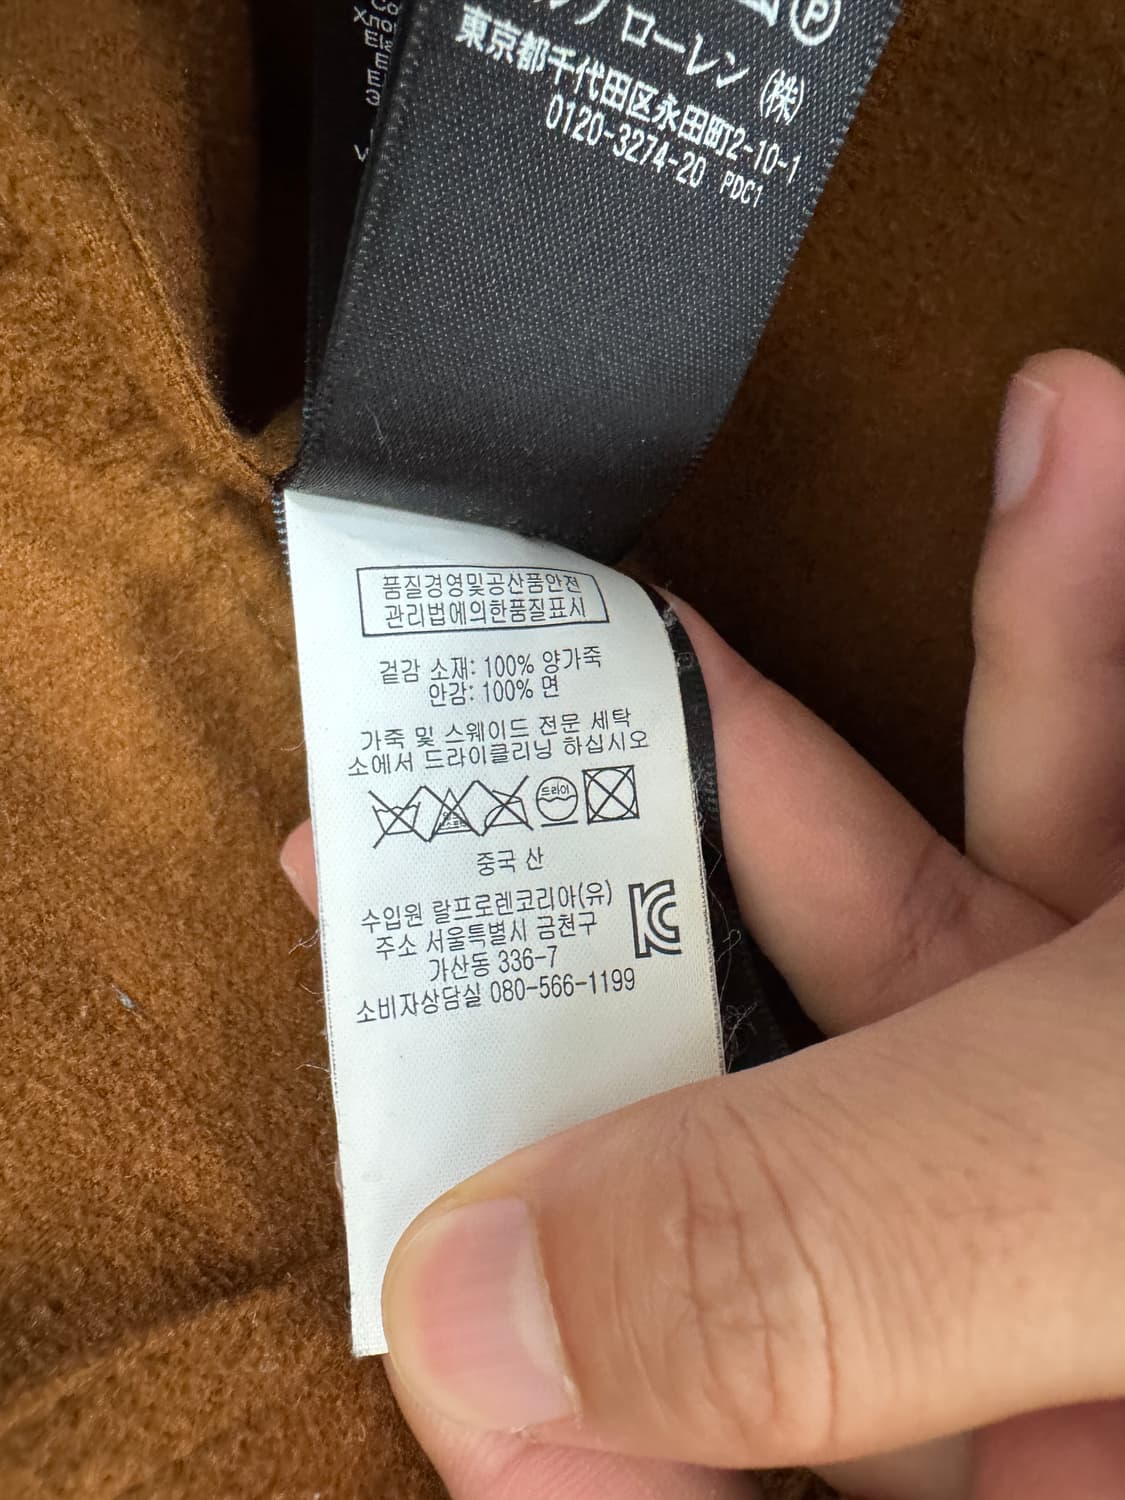 Co
ローレン (株)
東京都千代田区永田町2-10-1
0120-3274-20 PDC1
P
품질경영및공산품안전
관리법에의한품질표시
겉감 소재: 100% 양가죽
안감: 100% 면
가죽 및 스웨이드 전문 세탁
소에서 드라이클리닝 하십시오
드라이
중국 산
수입원 랄프로렌코리아(유)
주소 서울특별시 금천구
가산동 336-7
소비자상담실 080-566-1199